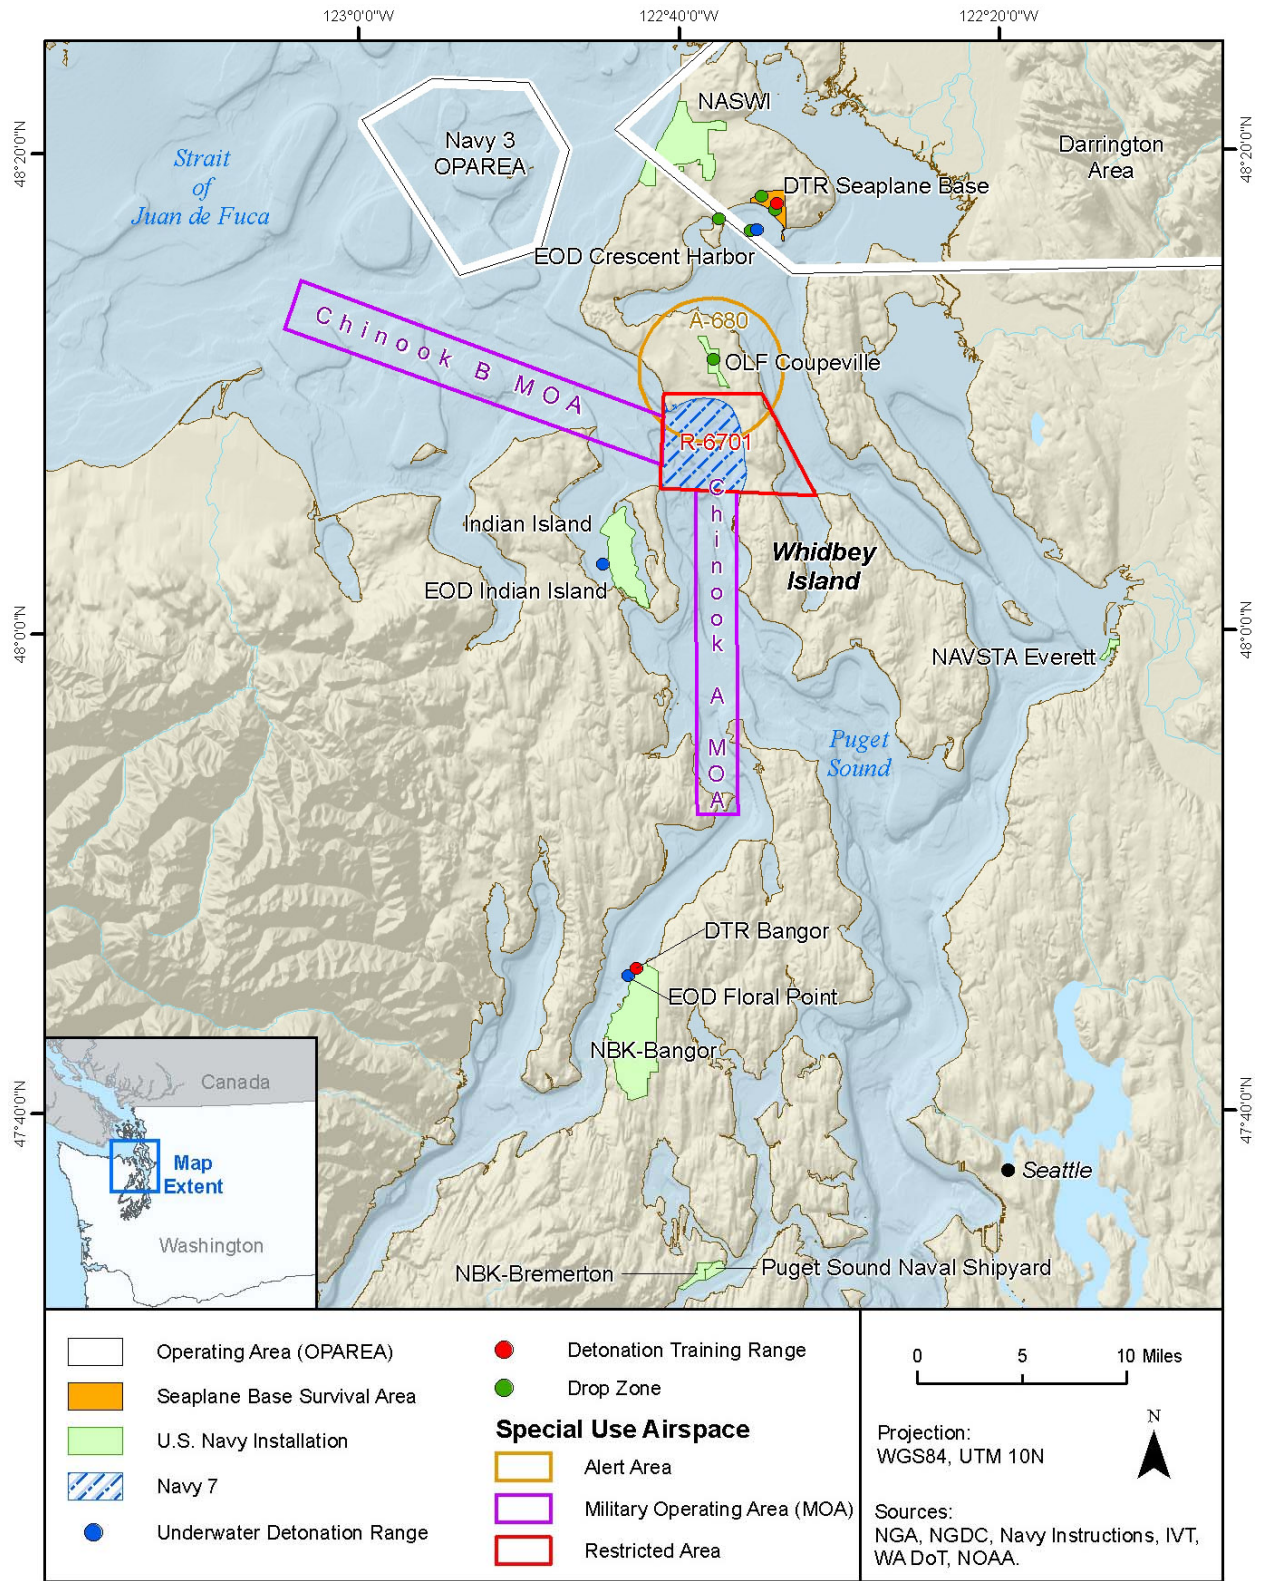 123°0'0"W
122°40'0"W
122°20'0"W
48°20'0"N
48°20'0"N
NASWI
Navy 3
OPAREA
Darrington
Area
Strait
of
Juan de Fuca
DTR Seaplane Base
EOD Crescent Harbor
Chinook B MOA
A-680
OLF Coupeville
R-6701
Chinook A MOA
Indian Island
Whidbey
Island
EOD Indian Island
48°0'0"N
48°0'0"N
NAVSTA Everett
Puget
Sound
DTR Bangor
EOD Floral Point
NBK-Bangor
47°40'0"N
47°40'0"N
Canada
Map
Extent
Washington
Seattle
NBK-Bremerton
Puget Sound Naval Shipyard
Operating Area (OPAREA)
Seaplane Base Survival Area
U.S. Navy Installation
Navy 7
Underwater Detonation Range
Detonation Training Range
Drop Zone
Special Use Airspace
Alert Area
Military Operating Area (MOA)
Restricted Area
0 5 10 Miles
N
Projection:
WGS84, UTM 10N
Sources:
NGA, NGDC, Navy Instructions, IVT,
WA DoT, NOAA.